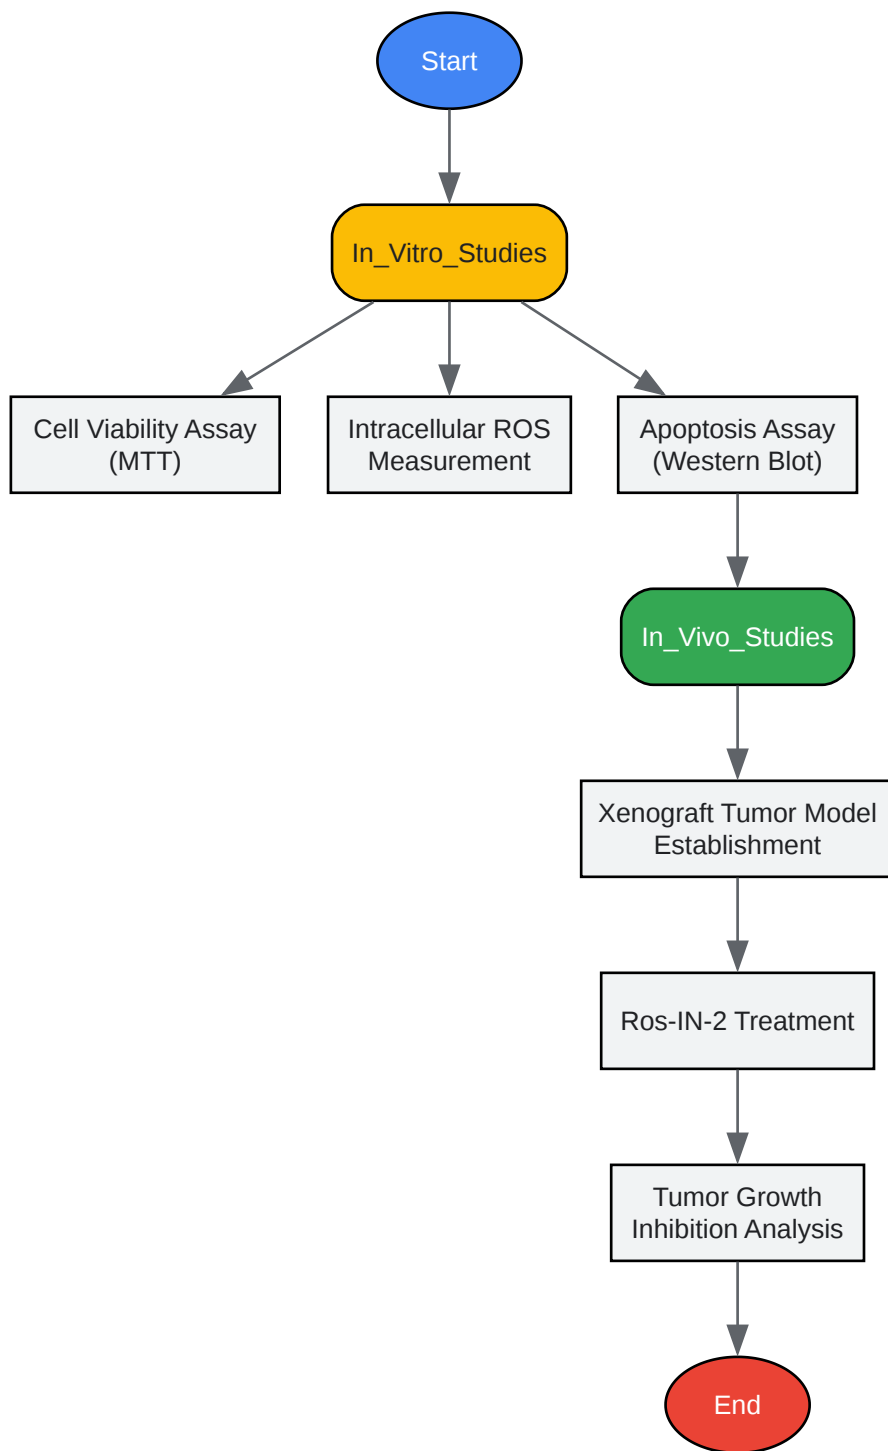 Start
In_Vitro_Studies
Cell Viability Assay
(MTT)
Intracellular ROS
Measurement
Apoptosis Assay
(Western Blot)
In_Vivo_Studies
Xenograft Tumor Model
Establishment
Ros-IN-2 Treatment
Tumor Growth
Inhibition Analysis
End